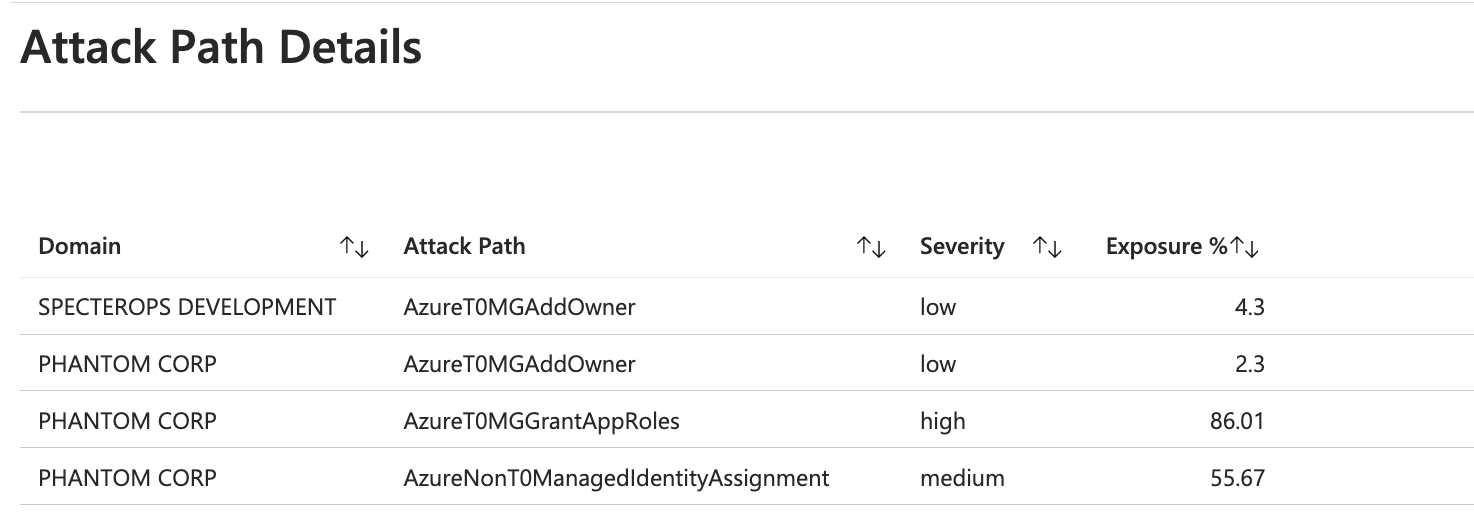 Attack Path Details
Domain ↑↓ Attack Path ↑↓ Severity ↑↓ Exposure %↑↓
SPECTEROPS DEVELOPMENT AzureT0MGAddOwner low 4.3
PHANTOM CORP AzureT0MGAddOwner low 2.3
PHANTOM CORP AzureT0MGGrantAppRoles high 86.01
PHANTOM CORP AzureNonT0ManagedIdentityAssignment medium 55.67